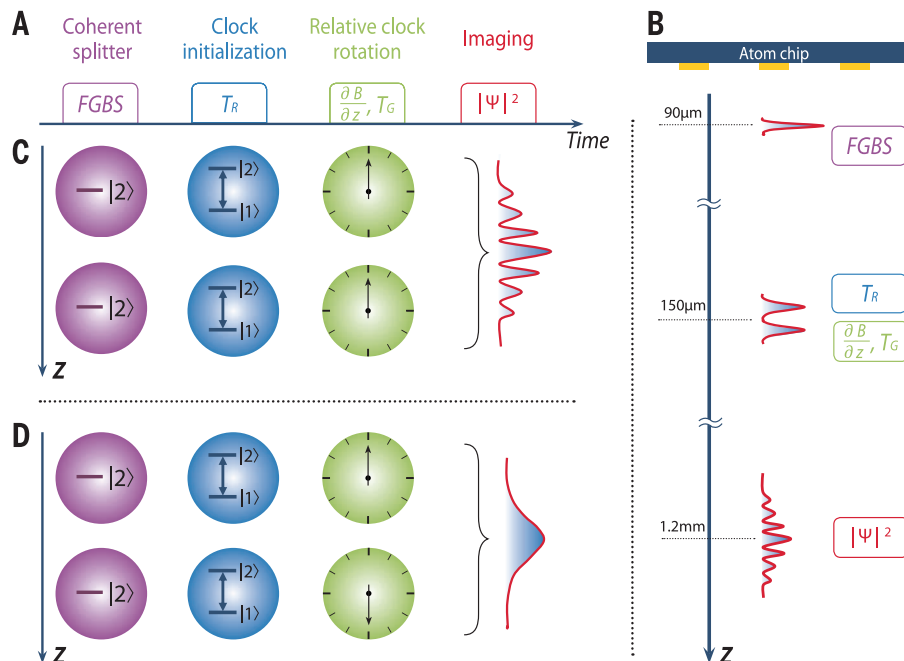 A
Coherent
splitter
Clock
initialization
Relative clock
rotation
Imaging
FGBS
T_R
∂B/∂z, T_G
|Ψ|²
Time
B
Atom chip
90μm
FGBS
150μm
T_R
∂B/∂z, T_G
1.2mm
|Ψ|²
z
C
|2⟩
|2⟩
|1⟩
|2⟩
|2⟩
|1⟩
z
D
|2⟩
|2⟩
|1⟩
|2⟩
|2⟩
|1⟩
z